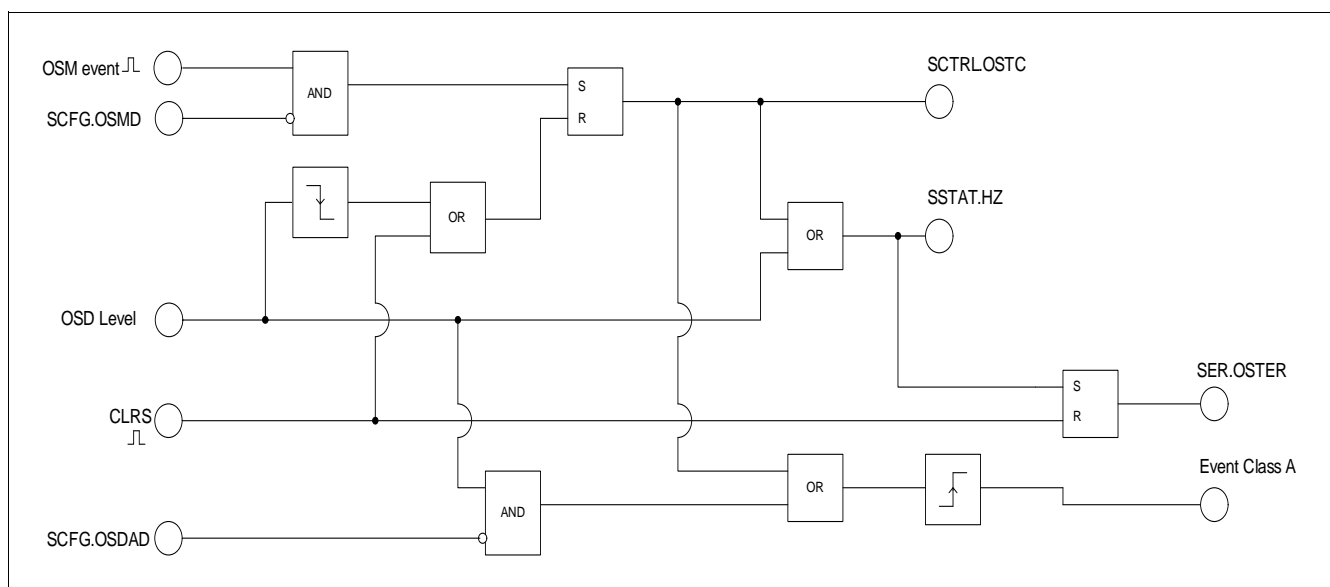 OSM event
SCTRL.OSTC
AND
S
R
SCFG.OSMD
SSTAT.HZ
OR
OR
OSD Level
SER.OSTER
S
R
CLRS
Event Class A
OR
AND
SCFG.OSDAD